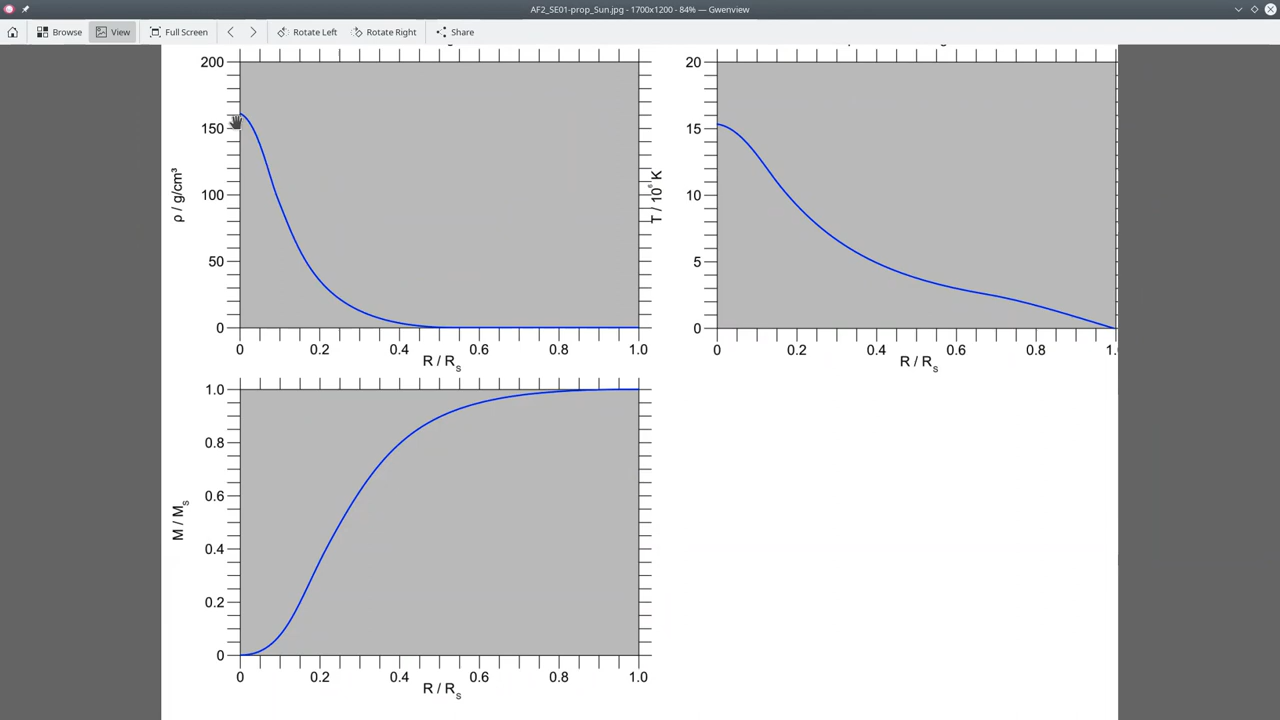 AF2_SE01-prop_Sun.jpg - 1700x1200 - 84% — Gwenview
Browse View Full Screen Rotate Left Rotate Right Share
200
150
100
50
0
ρ / g/cm³
0 0.2 0.4 0.6 0.8 1.0
R / Rs
20
15
10
5
0
T / 10⁶ K
0 0.2 0.4 0.6 0.8 1.
R / Rs
1.0
0.8
0.6
0.4
0.2
0
M / Ms
0 0.2 0.4 0.6 0.8 1.0
R / Rs